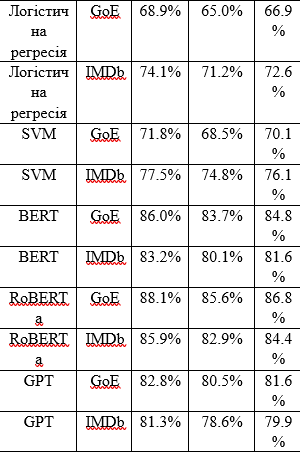 Логістич GoE 68.9% 65.0% 66.9
на %
регресія
Логістич IMDb 74.1% 71.2% 72.6
на %
регресія
SVM GoE 71.8% 68.5% 70.1
%
SVM IMDb 77.5% 74.8% 76.1
%
BERT GoE 86.0% 83.7% 84.8
%
BERT IMDb 83.2% 80.1% 81.6
%
RoBERT GoE 88.1% 85.6% 86.8
a %
RoBERT IMDb 85.9% 82.9% 84.4
a %
GPT GoE 82.8% 80.5% 81.6
%
GPT IMDb 81.3% 78.6% 79.9
%